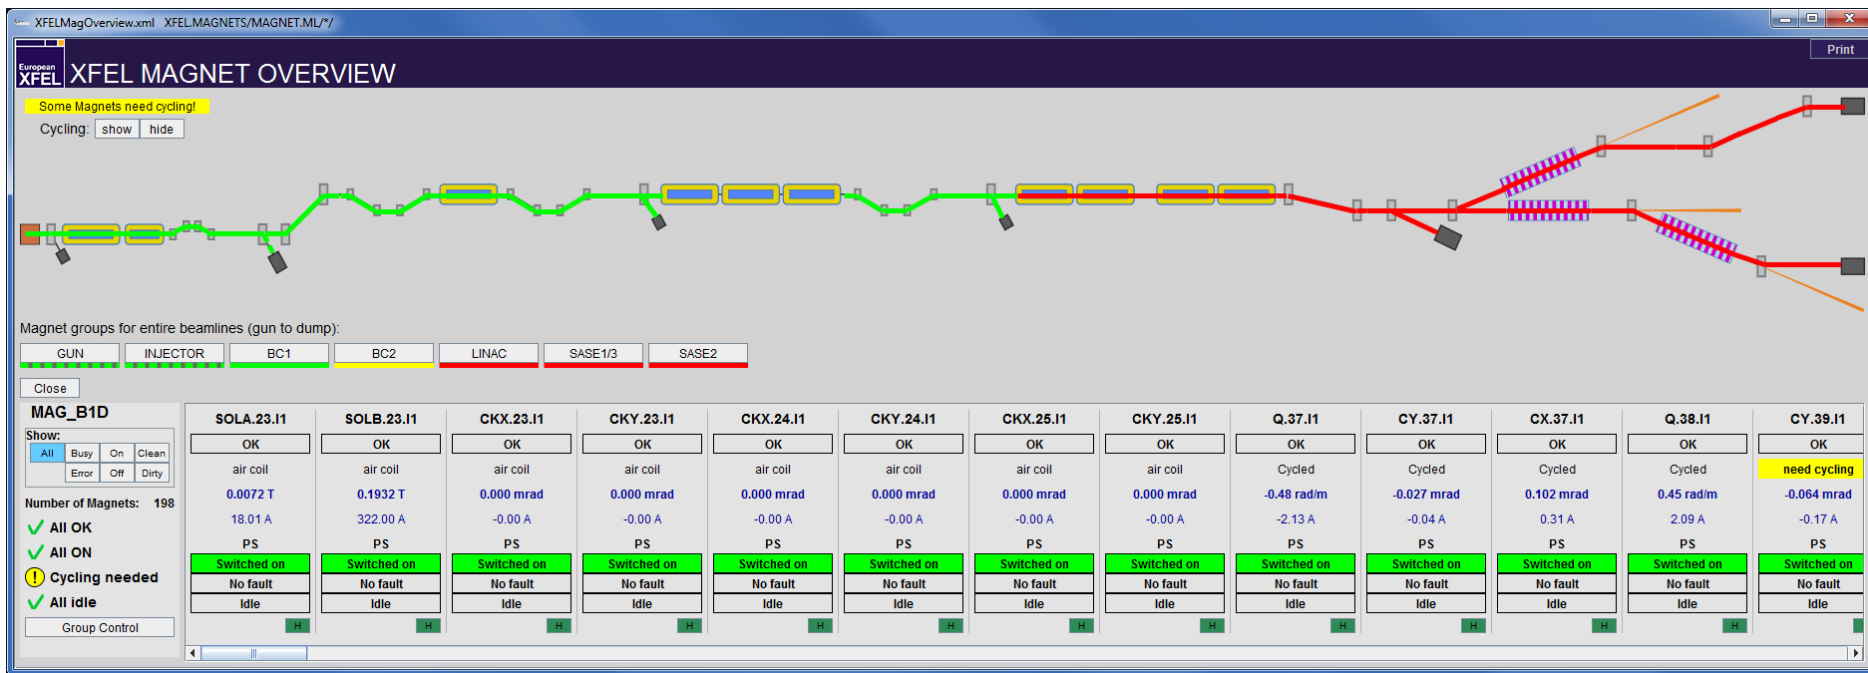 XFELMagOverview.xml XFEL.MAGNETS/MAGNET.ML/*/
Print
European
XFEL
XFEL MAGNET OVERVIEW
Some Magnets need cycling!
Cycling: show hide
Magnet groups for entire beamlines (gun to dump):
GUN INJECTOR BC1 BC2 LINAC SASE1/3 SASE2
Close
MAG_B1D
Show:
All Busy On Clean
Error Off Dirty
Number of Magnets: 198
All OK
All ON
Cycling needed
All idle
Group Control
SOLA.23.I1 SOLB.23.I1 CKX.23.I1 CKY.23.I1 CKX.24.I1 CKY.24.I1 CKX.25.I1 CKY.25.I1 Q.37.I1 CY.37.I1 CX.37.I1 Q.38.I1 CY.39.I1
OK OK OK OK OK OK OK OK OK OK OK OK OK
air coil air coil air coil air coil air coil air coil air coil air coil Cycled Cycled Cycled Cycled need cycling
0.0072 T 0.1932 T 0.000 mrad 0.000 mrad 0.000 mrad 0.000 mrad 0.000 mrad 0.000 mrad -0.48 rad/m -0.027 mrad 0.102 mrad 0.45 rad/m -0.064 mrad
18.01 A 322.00 A -0.00 A -0.00 A -0.00 A -0.00 A -0.00 A -0.00 A -2.13 A -0.04 A 0.31 A 2.09 A -0.17 A
PS PS PS PS PS PS PS PS PS PS PS PS PS
Switched on Switched on Switched on Switched on Switched on Switched on Switched on Switched on Switched on Switched on Switched on Switched on Switched on
No fault No fault No fault No fault No fault No fault No fault No fault No fault No fault No fault No fault No fault
Idle Idle Idle Idle Idle Idle Idle Idle Idle Idle Idle Idle Idle
H H H H H H H H H H H H